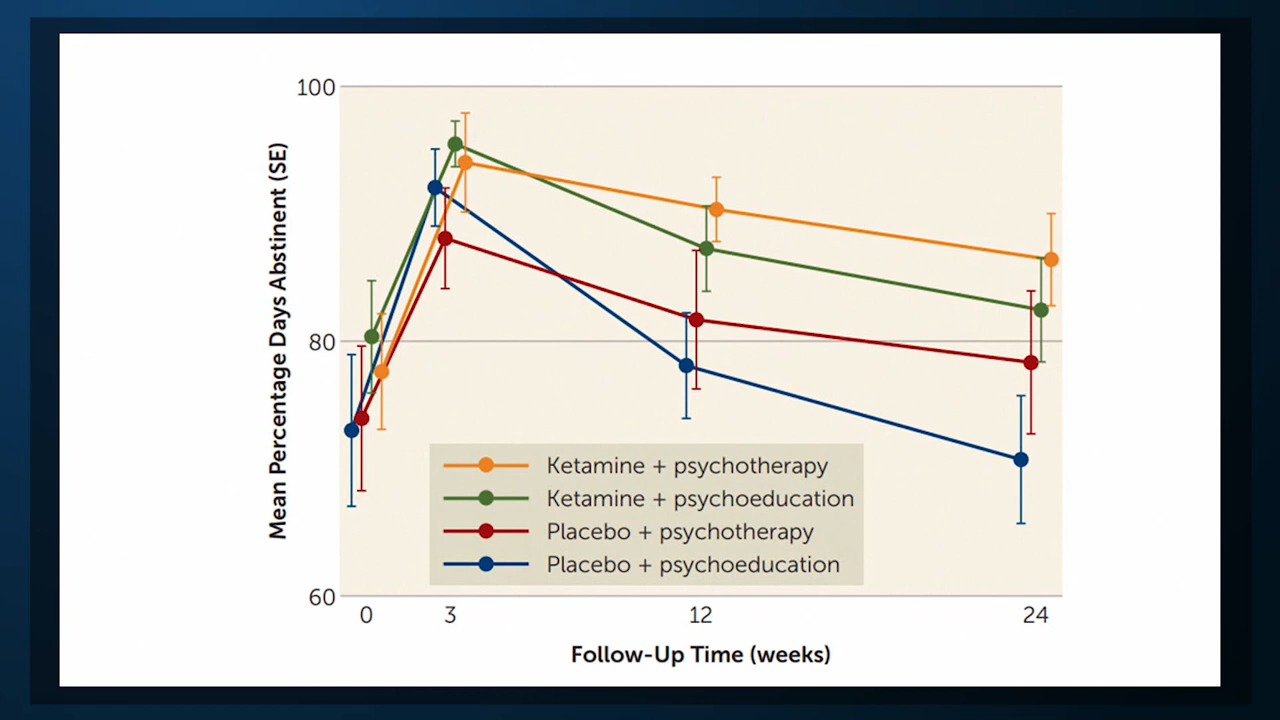 100
80
60
Mean Percentage Days Abstinent (SE)
Ketamine + psychotherapy
Ketamine + psychoeducation
Placebo + psychotherapy
Placebo + psychoeducation
0 3 12 24
Follow-Up Time (weeks)